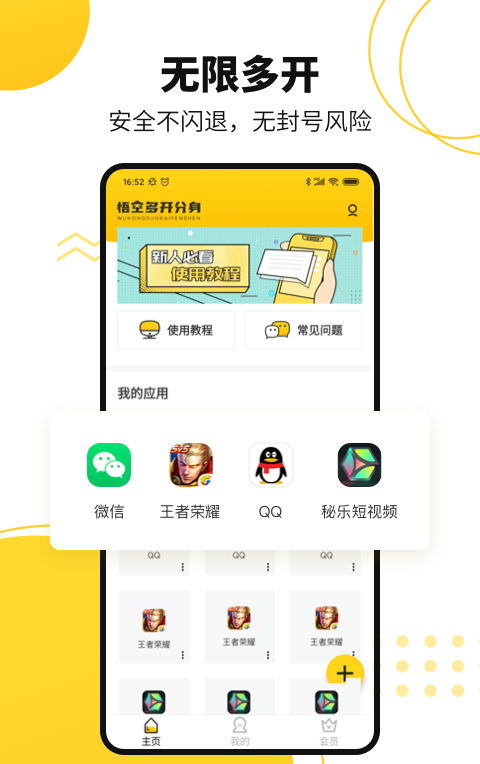 无限多开
安全不闪退，无封号风险
16:52
悟空多开分身
WUKONGDUOKAIFENSHEN
新人必看
使用教程
使用教程
常见问题
我的应用
微信
王者荣耀
QQ
秘乐短视频
QQ
QQ
QQ
王者荣耀
王者荣耀
王者荣耀
主页
我的
会员